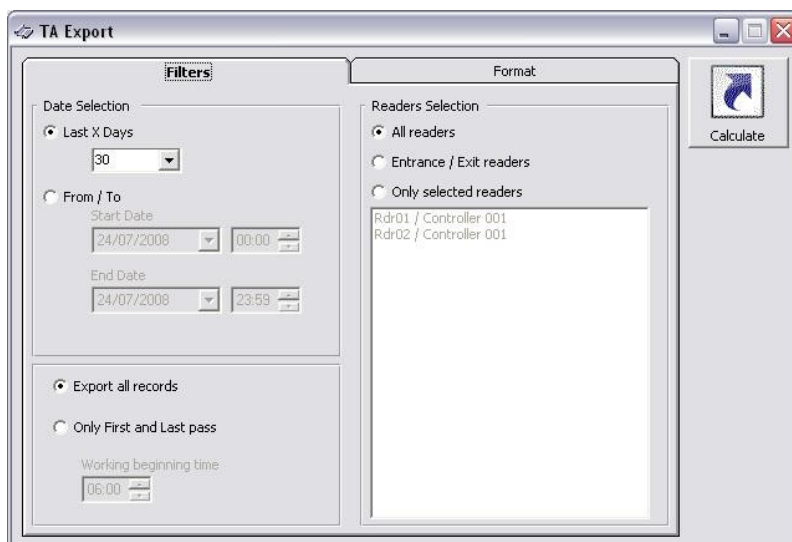 TA Export
Filters
Format
Date Selection
Last X Days
30
From / To
Start Date
24/07/2008
00:00
End Date
24/07/2008
23:59
Export all records
Only First and Last pass
Working beginning time
06:00
Readers Selection
All readers
Entrance / Exit readers
Only selected readers
Rdr01 / Controller 001
Rdr02 / Controller 001
Calculate